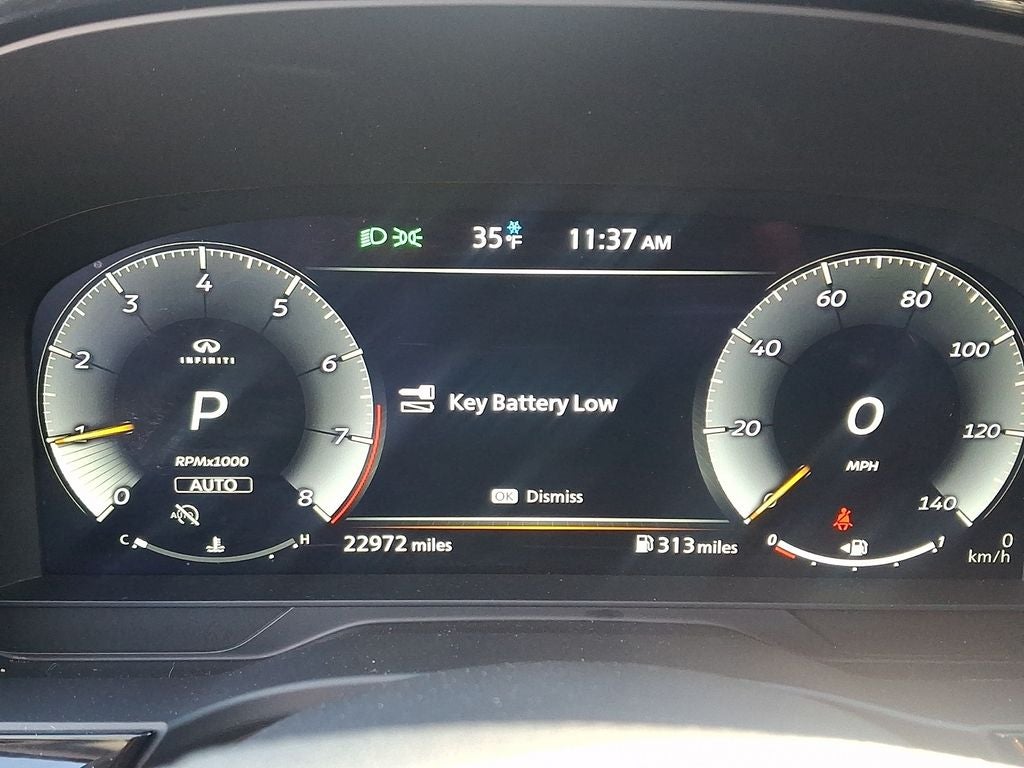 35°F
11:37 AM
4
3
5
2
6
INFINITI
P
1
7
RPMx1000
AUTO
0
8
AUTO
C
H
Key Battery Low
OK Dismiss
22972 miles
313 miles
60
80
40
100
0
20
120
MPH
0
140
0
1
0
km/h